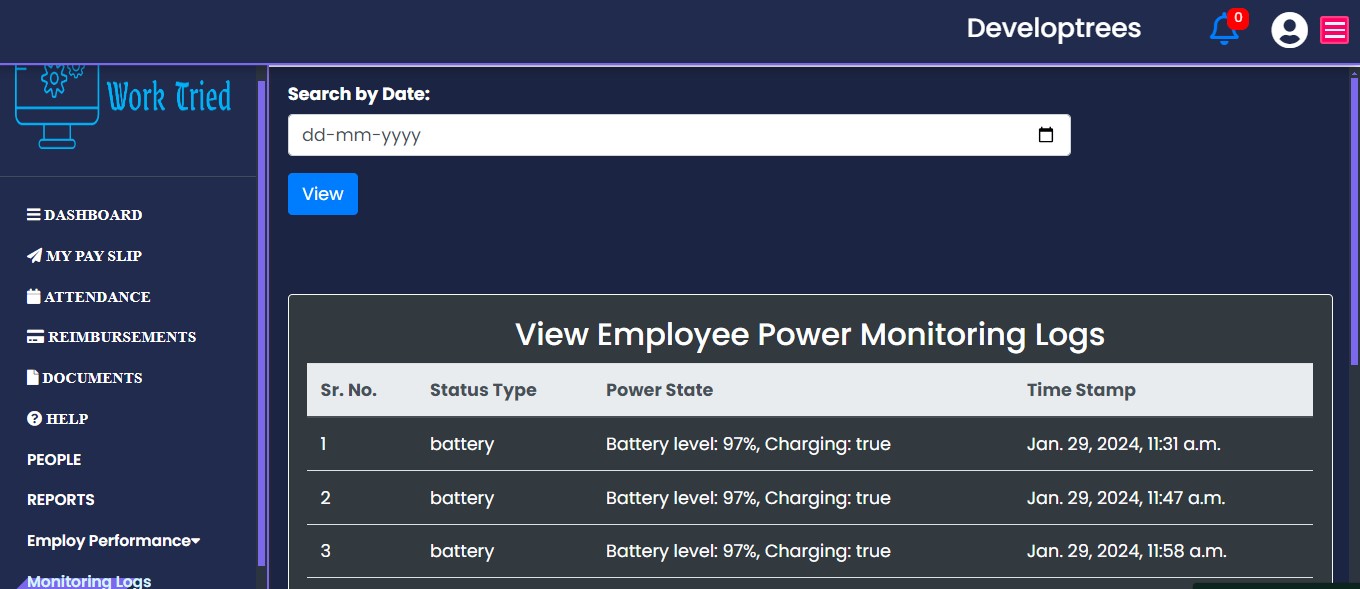 Developtrees
0
Work Tried
Search by Date:
dd-mm-yyyy
View
DASHBOARD
MY PAY SLIP
ATTENDANCE
REIMBURSEMENTS
DOCUMENTS
HELP
PEOPLE
REPORTS
Employ Performance
Monitoring Logs
View Employee Power Monitoring Logs
Sr. No. Status Type Power State Time Stamp
1 battery Battery level: 97%, Charging: true Jan. 29, 2024, 11:31 a.m.
2 battery Battery level: 97%, Charging: true Jan. 29, 2024, 11:47 a.m.
3 battery Battery level: 97%, Charging: true Jan. 29, 2024, 11:58 a.m.